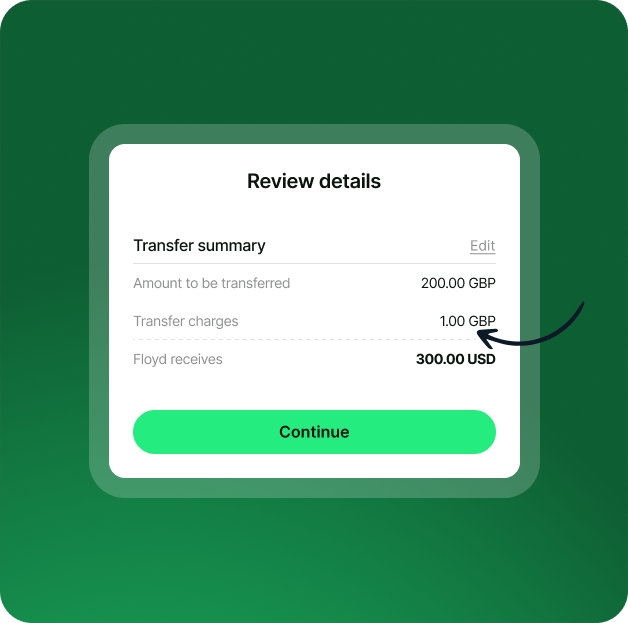 Review details
Transfer summary Edit
Amount to be transferred 200.00 GBP
Transfer charges 1.00 GBP
Floyd receives 300.00 USD
Continue